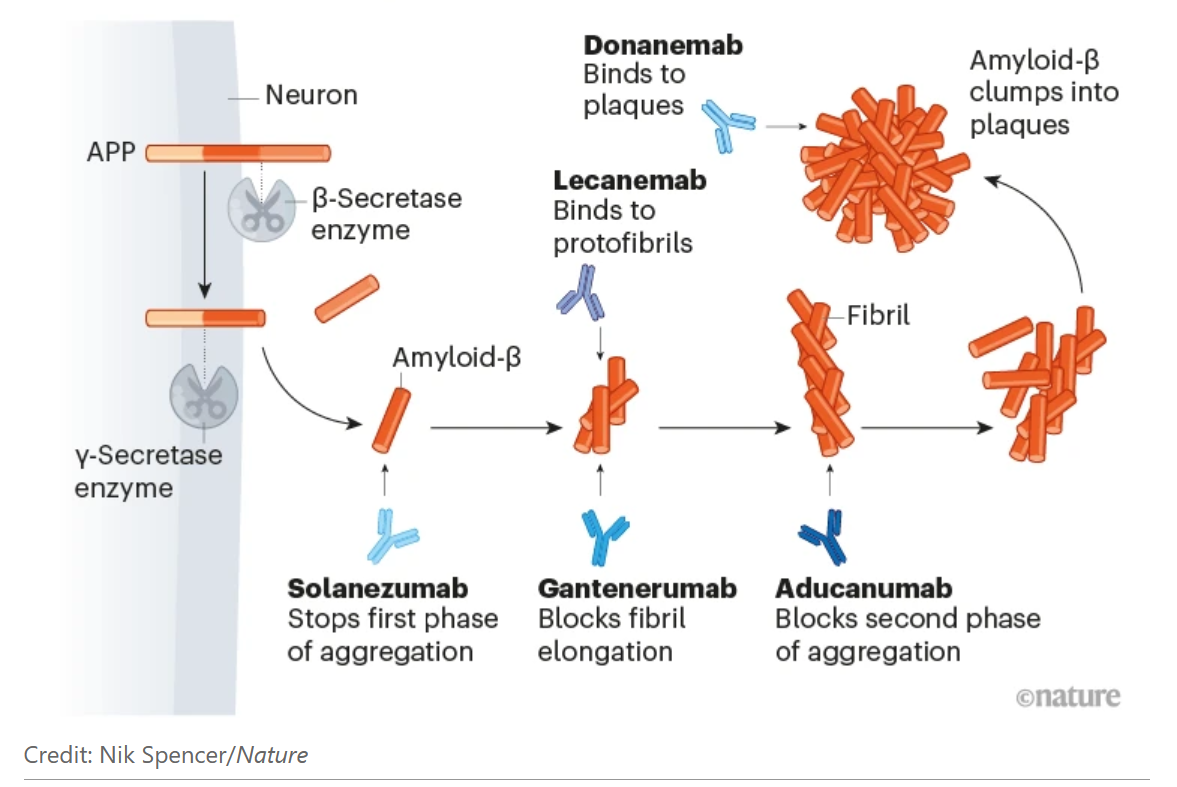 Donanemab
Binds to
plaques
Amyloid-β
clumps into
plaques
Neuron
APP
Lecanemab
Binds to
protofibrils
β-Secretase
enzyme
Fibril
Amyloid-β
γ-Secretase
enzyme
Solanezumab
Stops first phase
of aggregation
Gantenerumab
Blocks fibril
elongation
Aducanumab
Blocks second phase
of aggregation
©nature
Credit: Nik Spencer/Nature